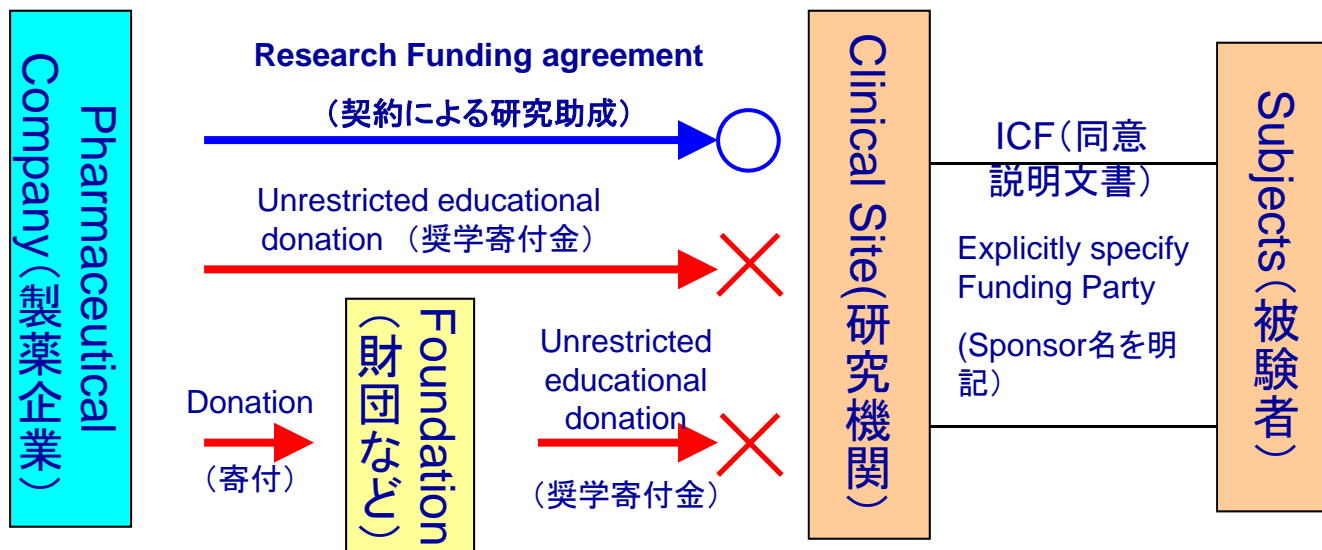 Pharmaceutical
Company(製薬企業)
Research Funding agreement
（契約による研究助成）
Unrestricted educational
donation （奨学寄付金）
Donation
（寄付）
Foundation
（財団など）
Unrestricted
educational
donation
（奨学寄付金）
Clinical Site(研究機関)
ICF（同意
説明文書）
Explicitly specify
Funding Party
(Sponsor名を明
記）
Subjects(被験者)